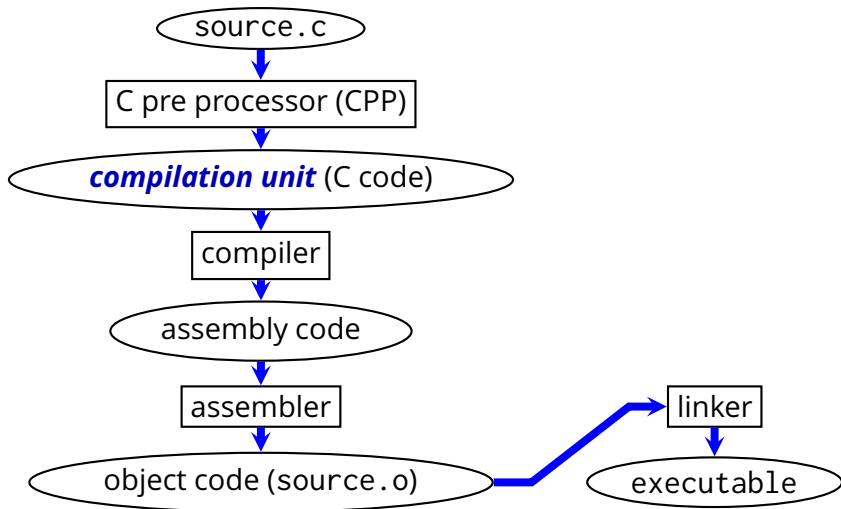 source.c
C pre processor (CPP)
compilation unit (C code)
compiler
assembly code
assembler
object code (source.o)
linker
executable